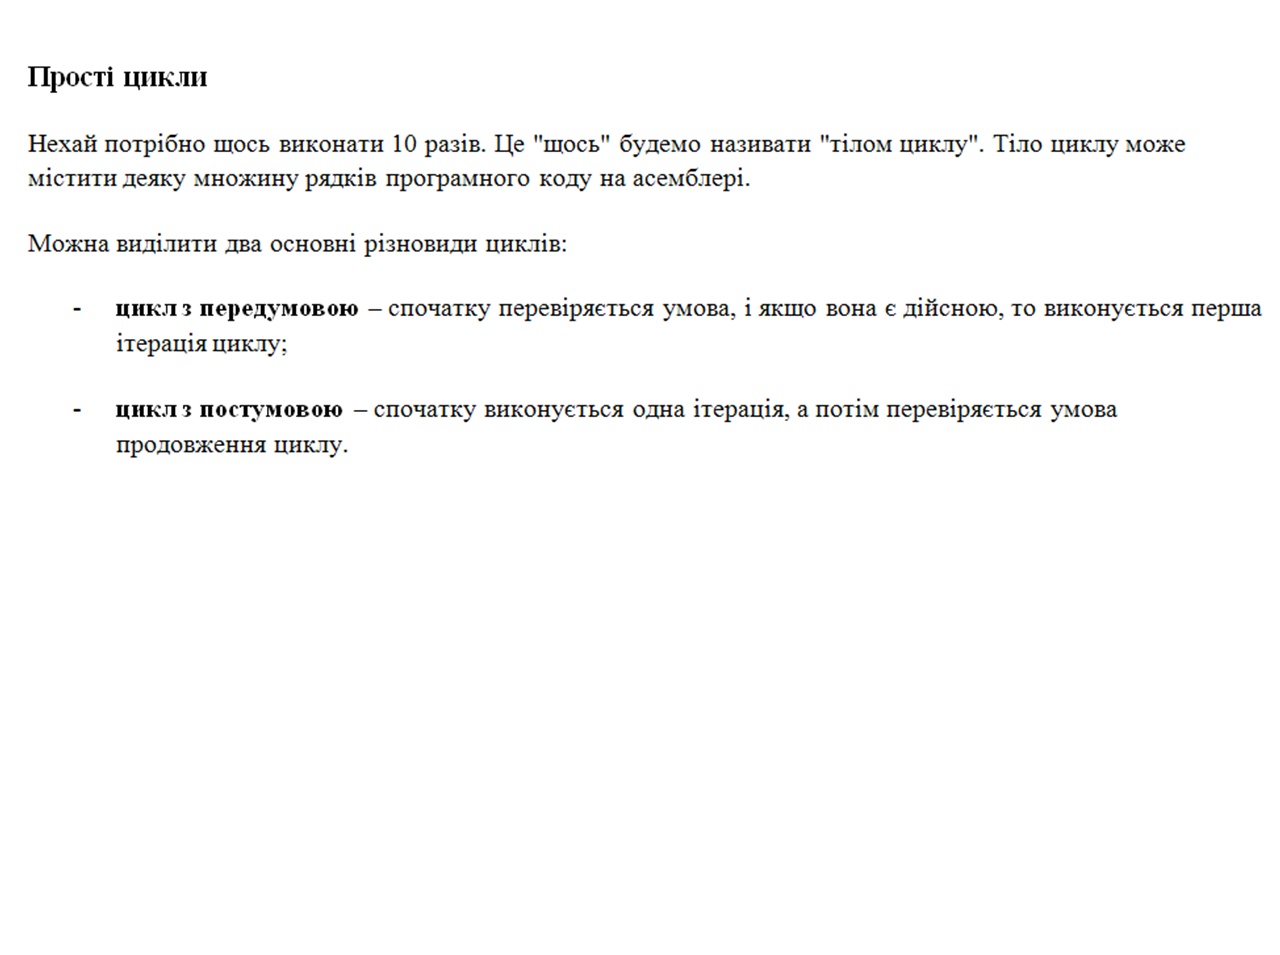 Прості цикли
Нехай потрібно щось виконати 10 разів. Це "щось" будемо називати "тілом циклу". Тіло циклу може
містити деяку множину рядків програмного коду на асемблері.
Можна виділити два основні різновиди циклів:
- цикл з передумовою – спочатку перевіряється умова, і якщо вона є дійсною, то виконується перша
ітерація циклу;
- цикл з постумовою – спочатку виконується одна ітерація, а потім перевіряється умова
продовження циклу.